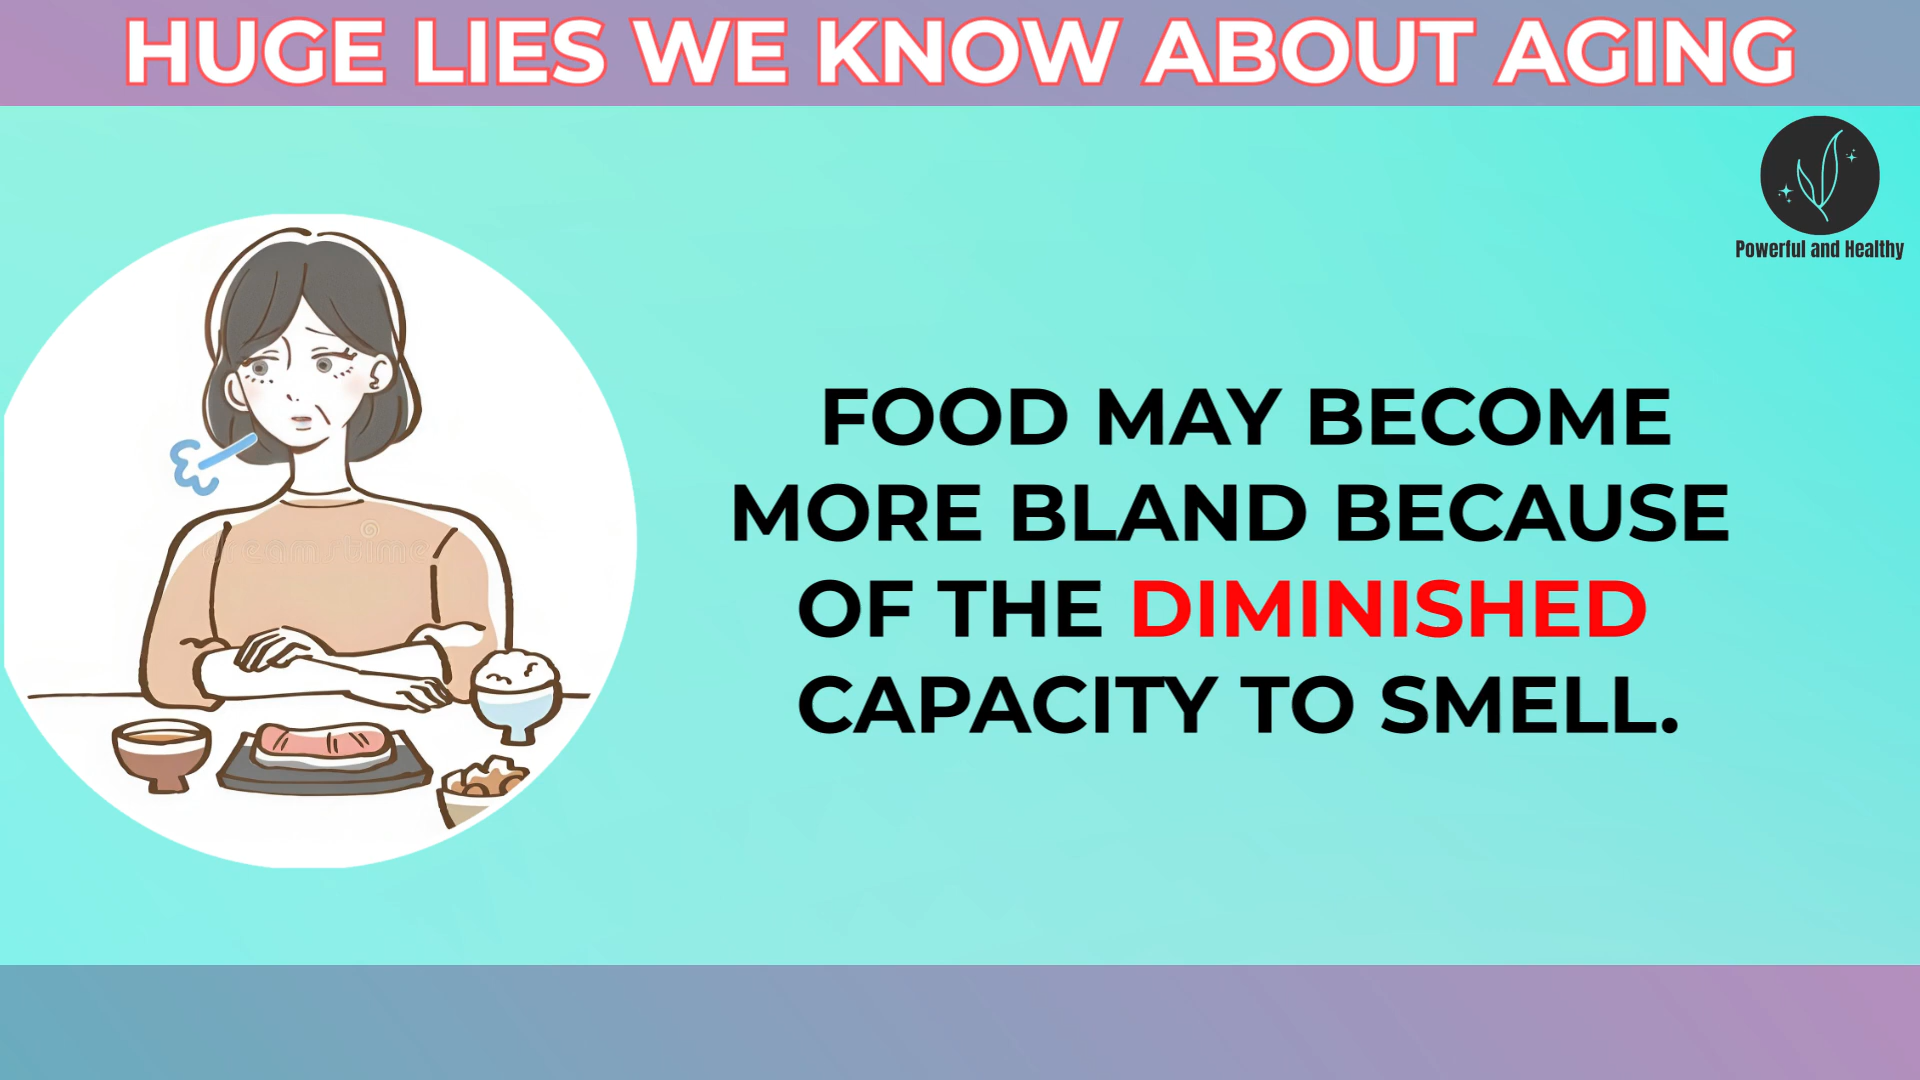 HUGE LIES WE KNOW ABOUT AGING
Powerful and Healthy
FOOD MAY BECOME
MORE BLAND BECAUSE
OF THE DIMINISHED
CAPACITY TO SMELL.